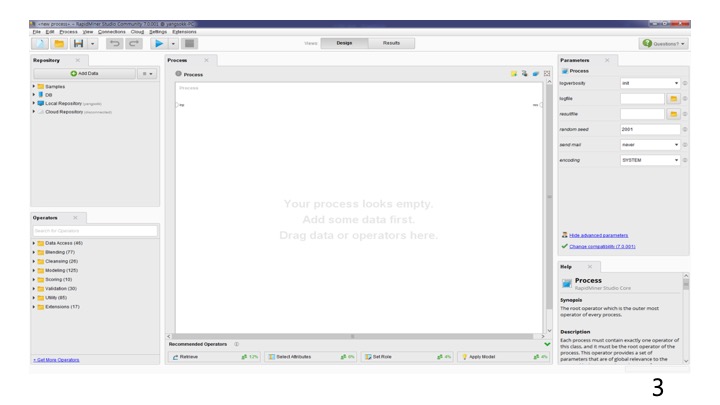 <new process> – RapidMiner Studio Community 7.0.001 @ yangaosk-PC
File Edit Process View Connections Cloud Settings Extensions
Views: Design Results Questions?
Repository
Add Data
Samples
DB
Local Repository
Cloud Repository (disconnected)
Operators
Search for Operators
Data Access (46)
Blending (77)
Cleansing (26)
Modeling (125)
Scoring (10)
Validation (30)
Utility (85)
Extensions (17)
+ Get More Operators
Process
Process
Process
Your process looks empty.
Add some data first.
Drag data or operators here.
Recommended Operators
Retrieve 13% Select Attributes 6% Set Role 4% Apply Model 4%
Parameters
Process
logverbosity init
logfile
resultfile
random seed 2001
send mail never
encoding SYSTEM
Hide advanced parameters
Change compatibility (7.0.001)
Help
Process
RapidMiner Studio Core
Synopsis
The root operator which is the outer most
operator of every process.
Description
Each process must contain exactly one operator of
this class, and it must be the root operator of the
process. This operator provides a set of
parameters that are of global relevance to the
3